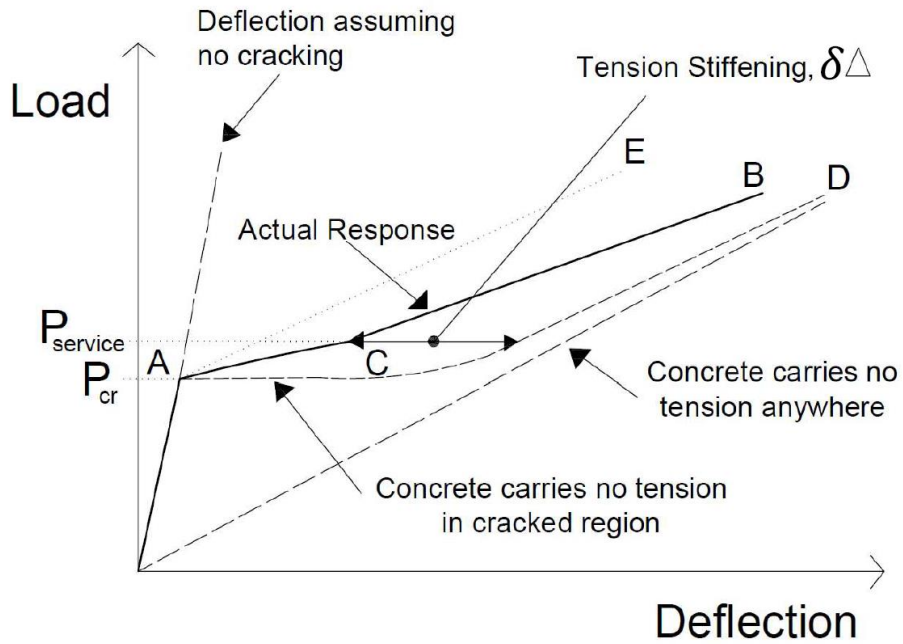 Deflection assuming
no cracking
Load
Tension Stiffening, δ△
E
B
D
Actual Response
P_service
A
C
P_cr
Concrete carries no
tension anywhere
Concrete carries no tension
in cracked region
Deflection